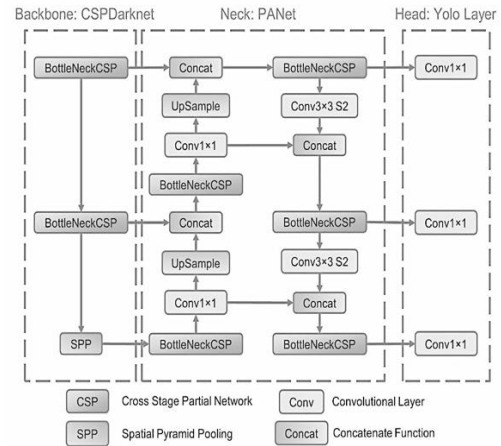 Backbone: CSPDarknet Neck: PANet Head: Yolo Layer
BottleNeckCSP Concat BottleNeckCSP Conv1×1
UpSample Conv3×3 S2
Conv1×1 Concat
BottleNeckCSP
BottleNeckCSP Concat BottleNeckCSP Conv1×1
UpSample Conv3×3 S2
Conv1×1 Concat
SPP BottleNeckCSP BottleNeckCSP Conv1×1
CSP Cross Stage Partial Network Conv Convolutional Layer
SPP Spatial Pyramid Pooling Concat Concatenate Function